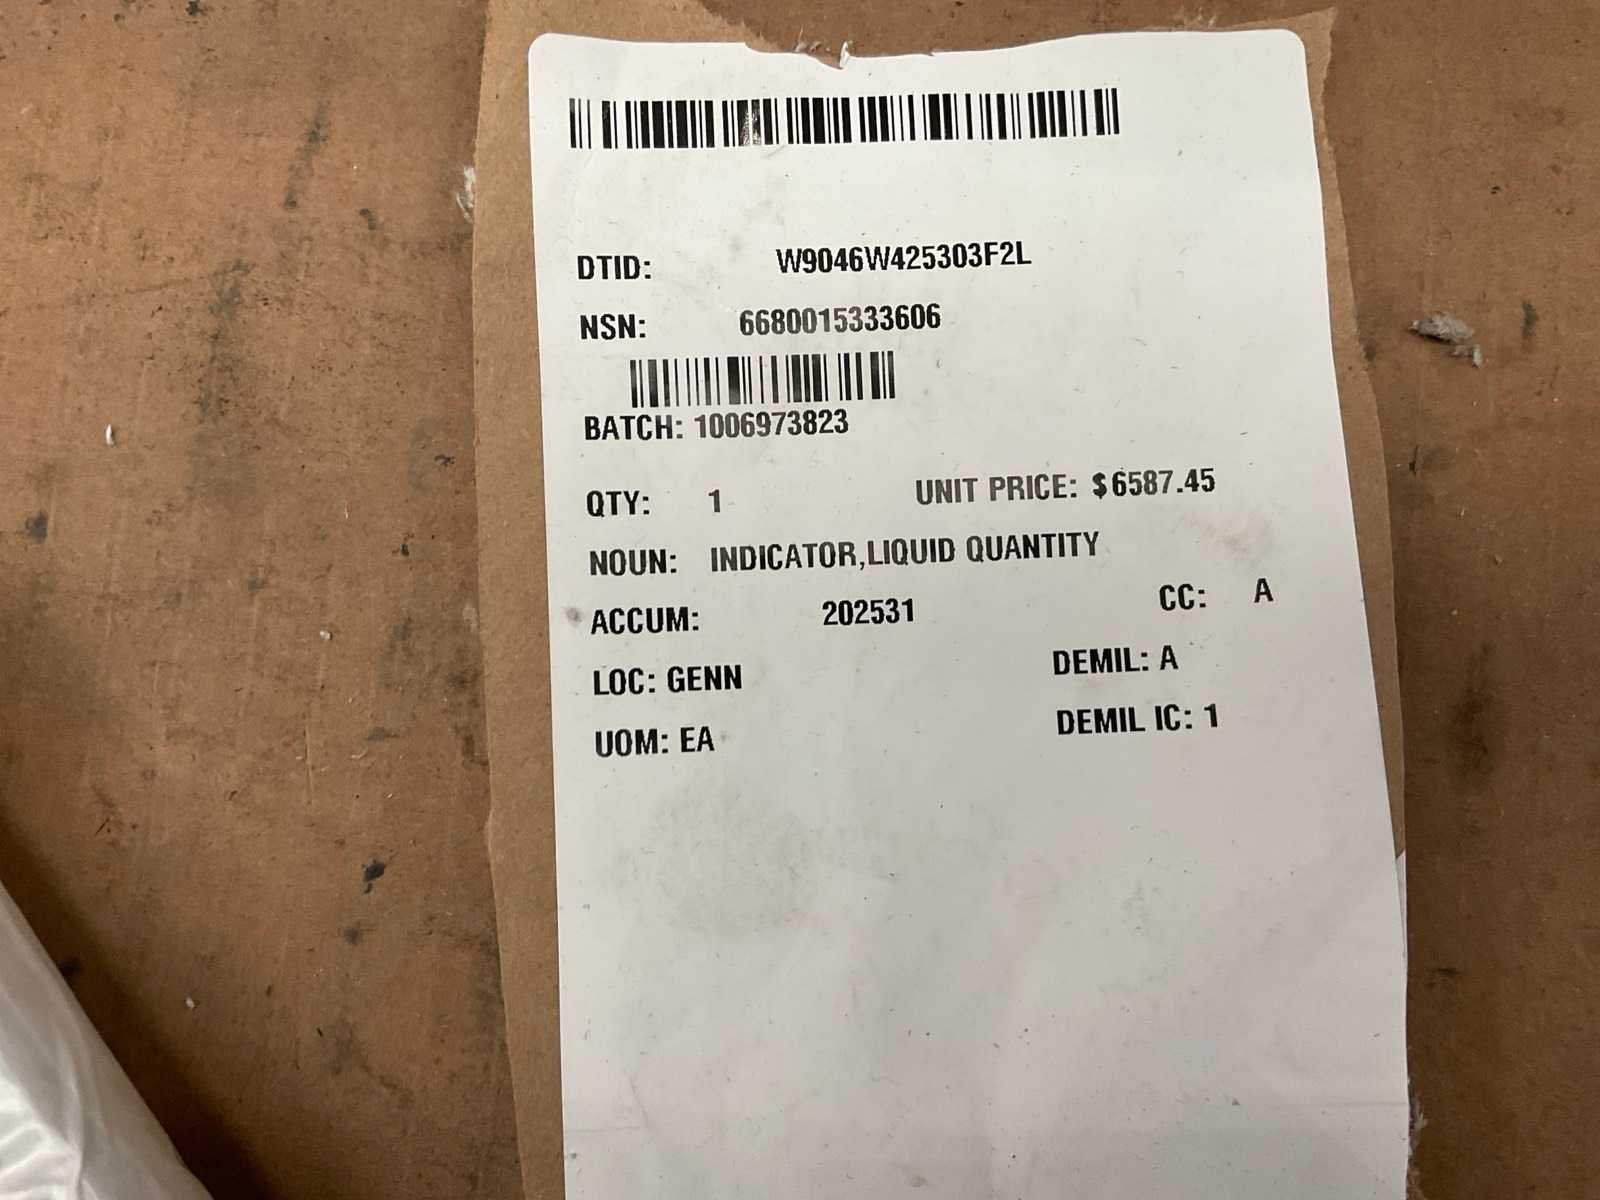 DTID: W9046W425303F2L
NSN: 6680015333606
BATCH: 1006973823
QTY: 1 UNIT PRICE: $6587.45
NOUN: INDICATOR,LIQUID QUANTITY
ACCUM: 202531 CC: A
LOC: GENN DEMIL: A
UOM: EA DEMIL IC: 1